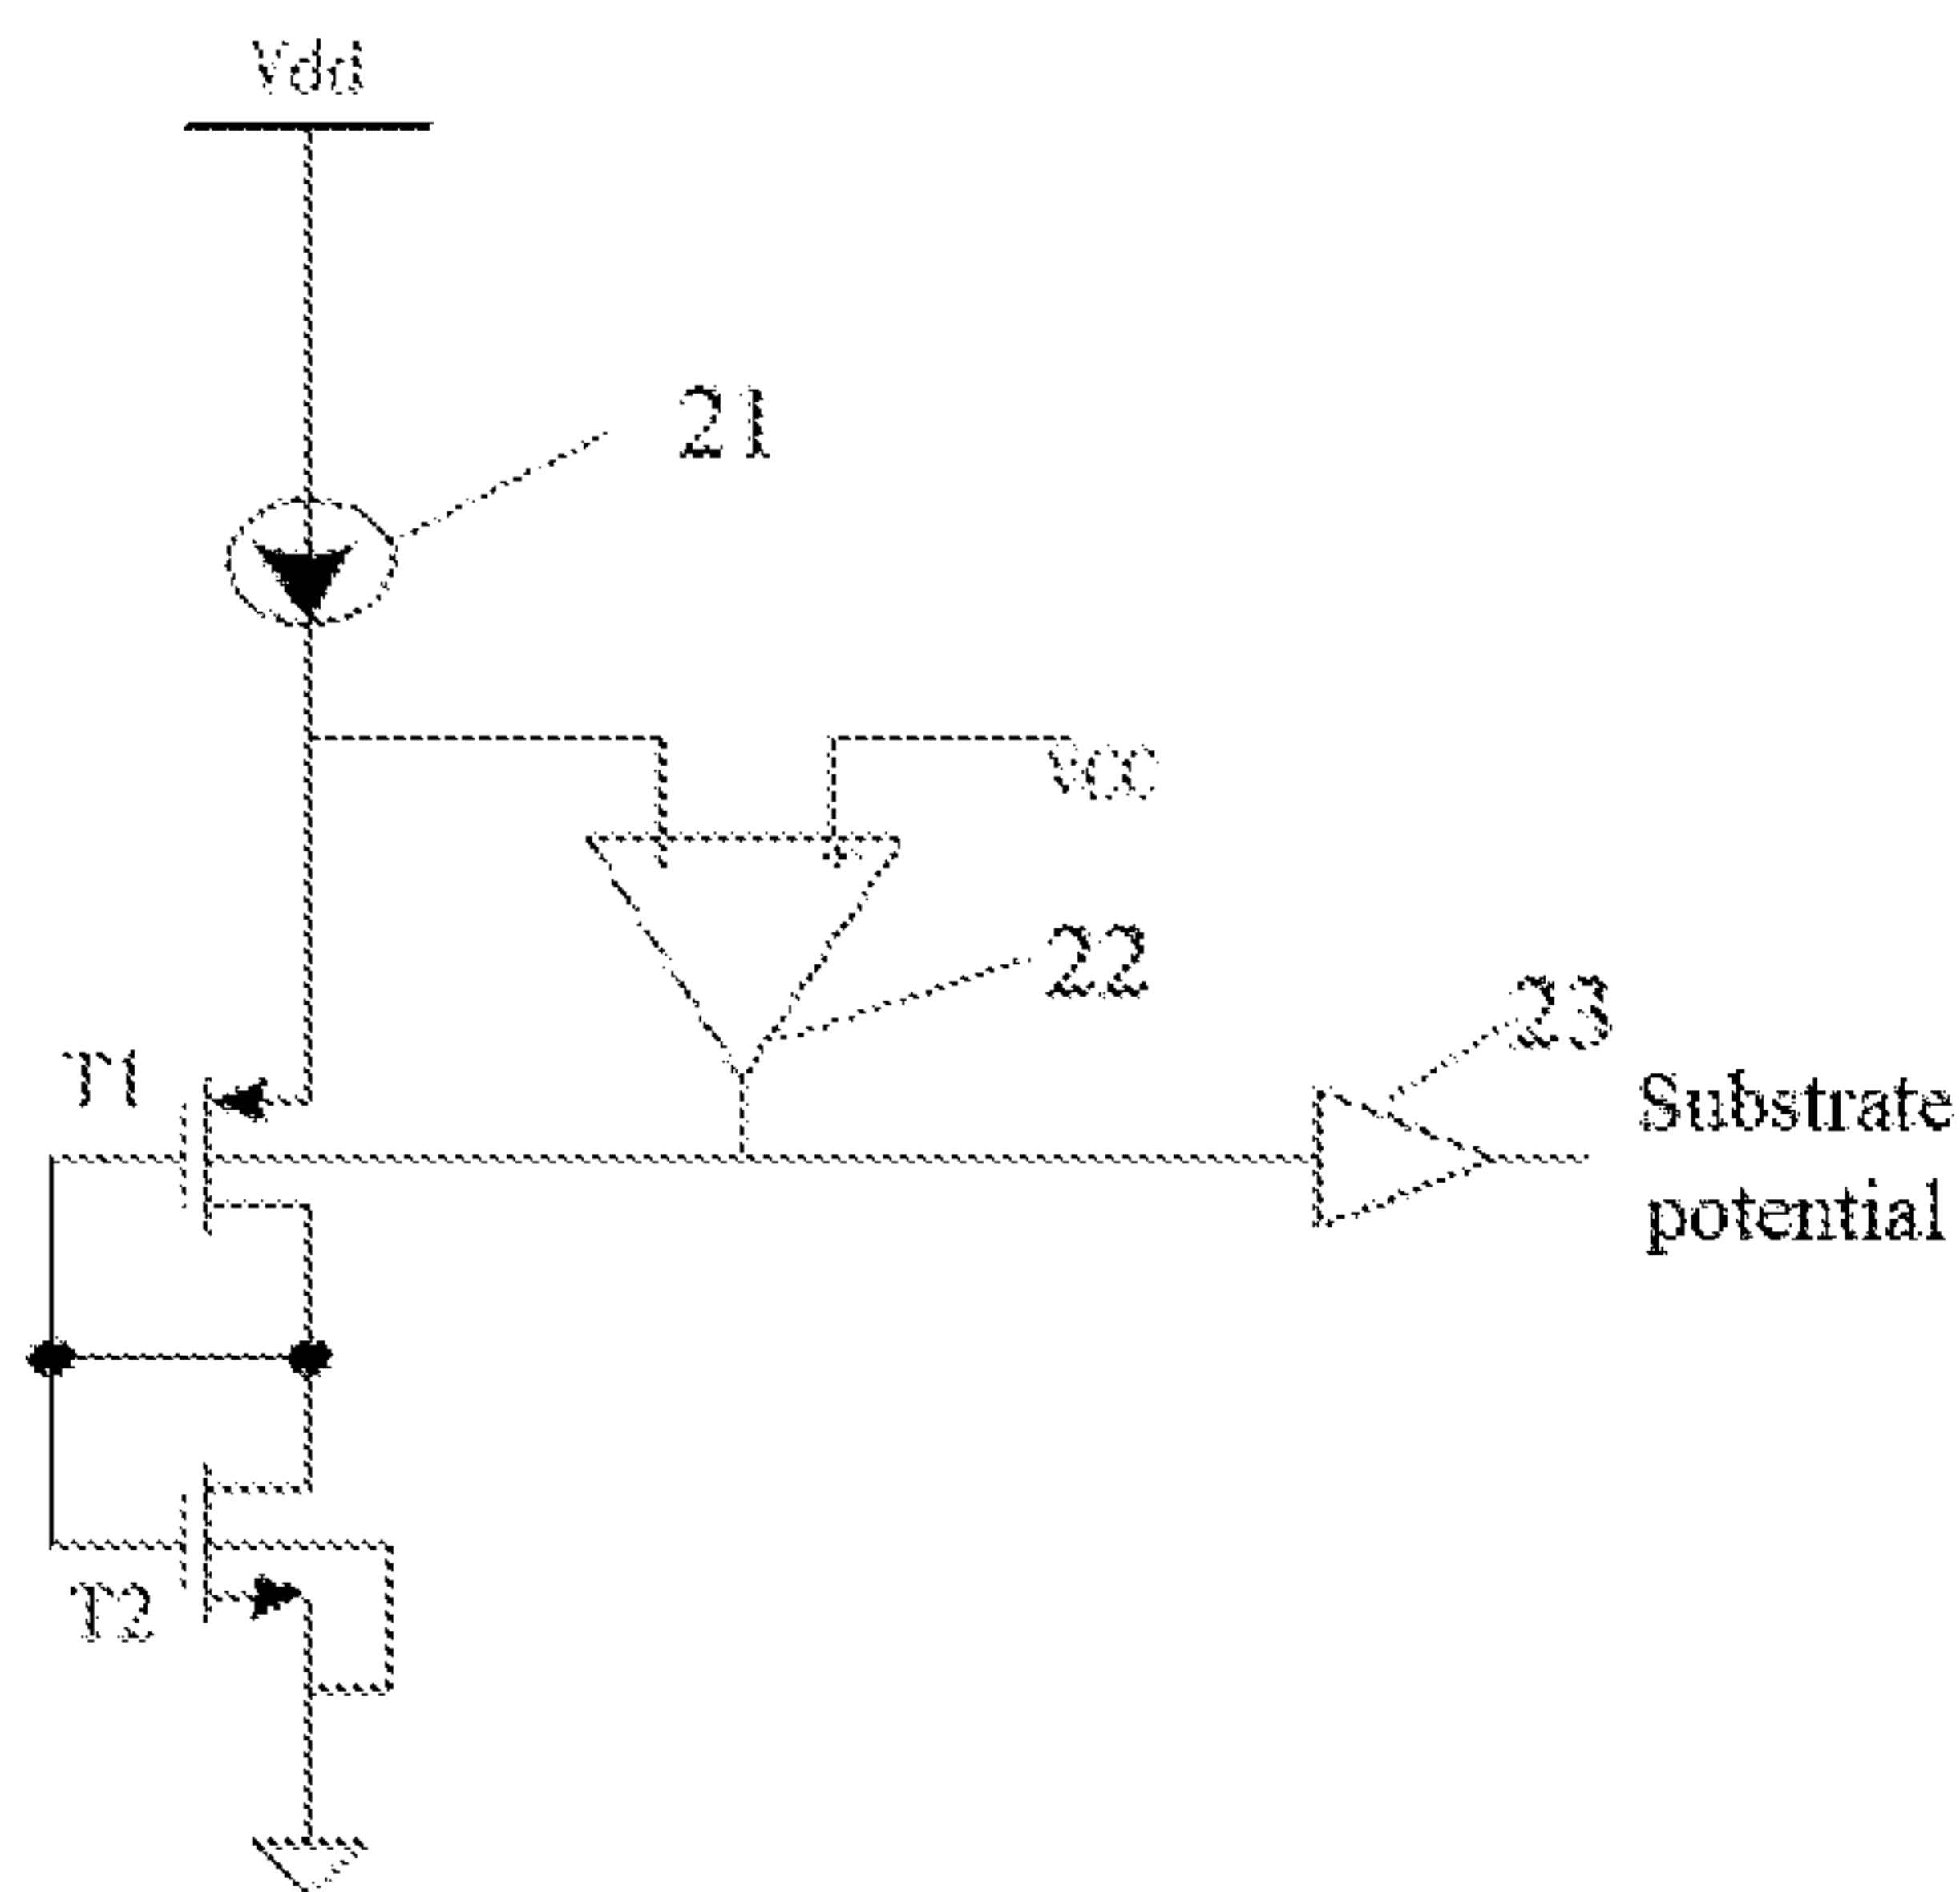 Vdd
21
VCC
22
23
T1
Substrate
potential
T2